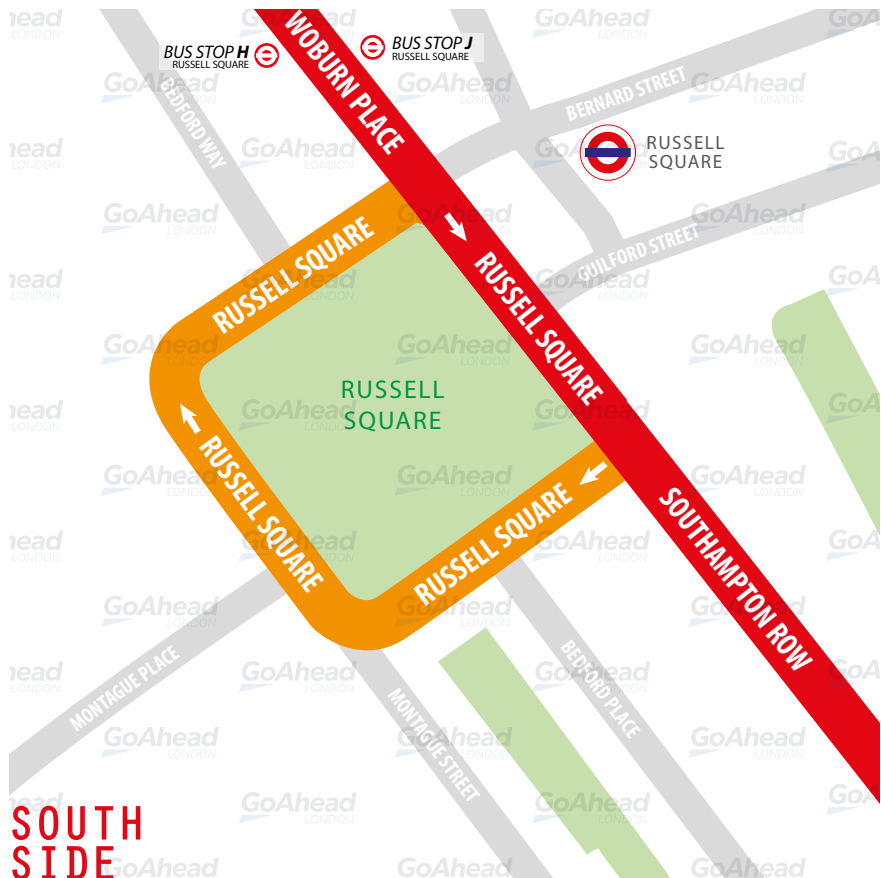 BUS STOP H
RUSSELL SQUARE
BUS STOP J
RUSSELL SQUARE
WOBURN PLACE
BEDFORD WAY
BERNARD STREET
RUSSELL
SQUARE
GUILFORD STREET
RUSSELL SQUARE
RUSSELL SQUARE
RUSSELL
SQUARE
RUSSELL SQUARE
RUSSELL SQUARE
SOUTHAMPTON ROW
MONTAGUE PLACE
MONTAGUE STREET
BEDFORD PLACE
SOUTH
SIDE
GoAhead
LONDON